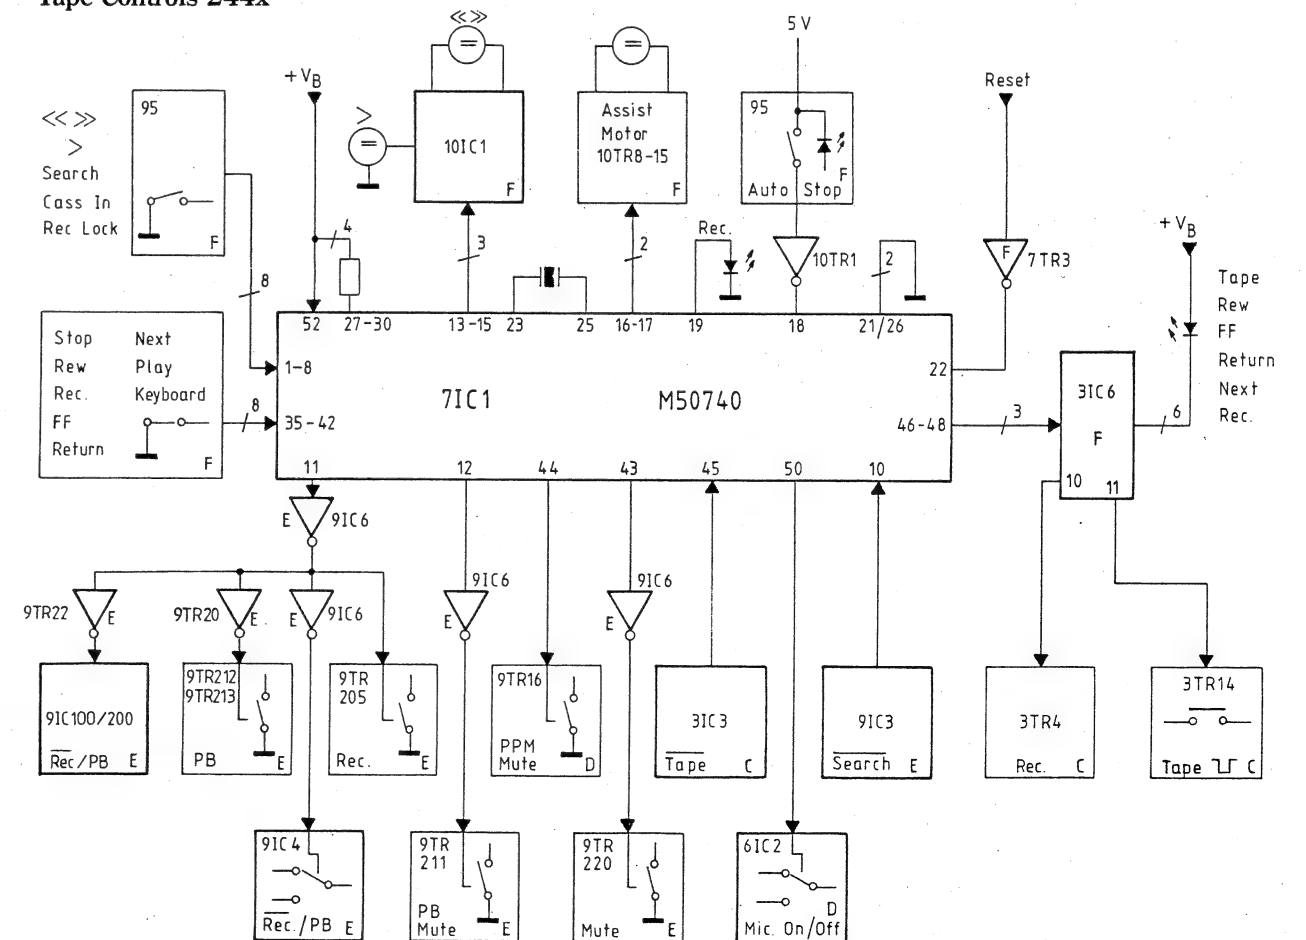 Tape Controls 244x
<< >>
5 V
+VB
Reset
95
<< >>
>
Search
Cass In
Rec Lock
F
>
10IC1
F
Assist
Motor
10TR8-15
F
95
F
Auto Stop
+VB
4
3
2
Rec.
10TR1
2
F
7TR3
8
Tape
Rew
FF
Return
Next
Rec.
52
27-30
13-15
23
25
16-17
19
18
21/26
Stop
Next
Rew
Play
Rec.
Keyboard
FF
Return
F
8
1-8
35-42
7IC1
M50740
22
46-48
3
3IC6
F
6
10
11
11
12
44
43
45
50
10
E
9IC6
9TR22
E
9TR20
E
E
9IC6
9IC6
E
9IC6
E
9IC100/200
Rec/PB E
9TR212
9TR213
PB E
9TR
205
Rec. E
9TR16
PPM
Mute D
3IC3
Tape C
9IC3
Search E
3TR4
Rec. C
3TR14
Tape C
9IC4
Rec./PB E
9TR
211
PB
Mute E
9TR
220
Mute E
6IC2
D
Mic. On/Off